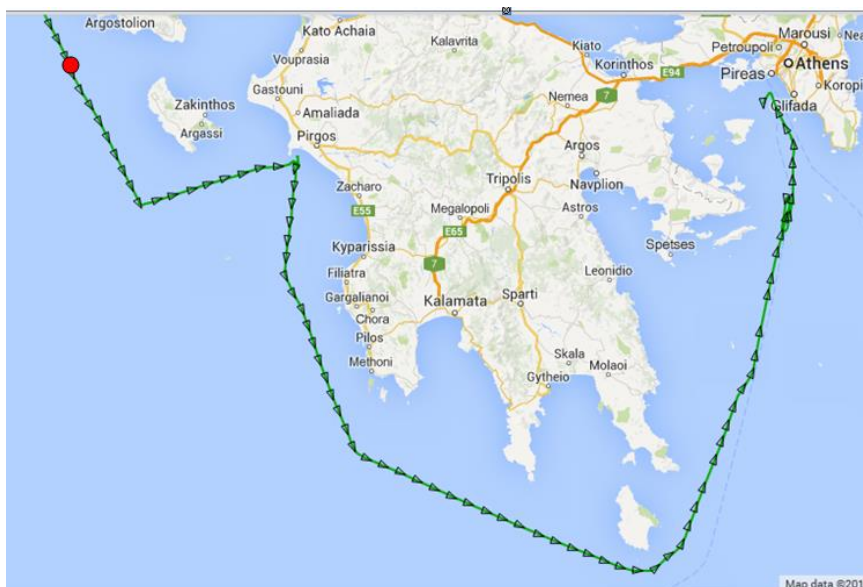 Argostolion
Kato Achaia
Kalavrita
Kiato
Petroupoli
Marousi
Nea
Vouprasia
Korinthos
E94
Athens
Pireas
Koropi
Gastouni
Nemea
7
Glifada
Zakinthos
Amaliada
Argassi
Pirgos
Argos
Tripolis
Navplion
Zacharo
Megalopoli
Astros
E55
E65
Spetses
Kyparissia
7
Filiatra
Leonidio
Gargalianoi
Kalamata
Sparti
Chora
Pilos
Skala
Methoni
Molaoi
Gytheio
Map data ©201